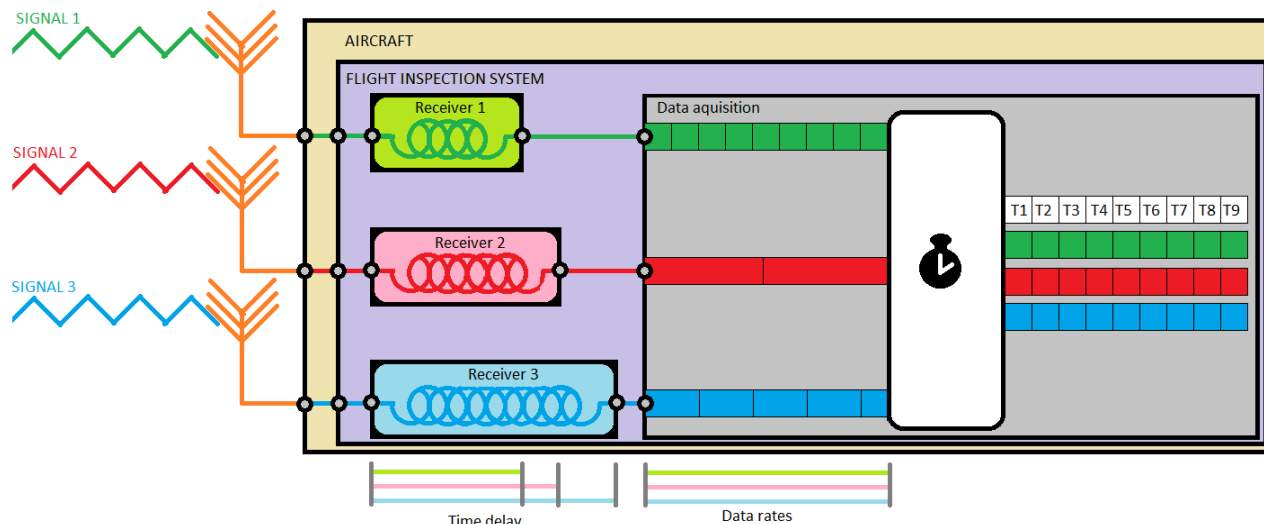 SIGNAL 1
AIRCRAFT
FLIGHT INSPECTION SYSTEM
Receiver 1
Data aquisition
SIGNAL 2
T1 T2 T3 T4 T5 T6 T7 T8 T9
Receiver 2
SIGNAL 3
Receiver 3
Time delay
Data rates